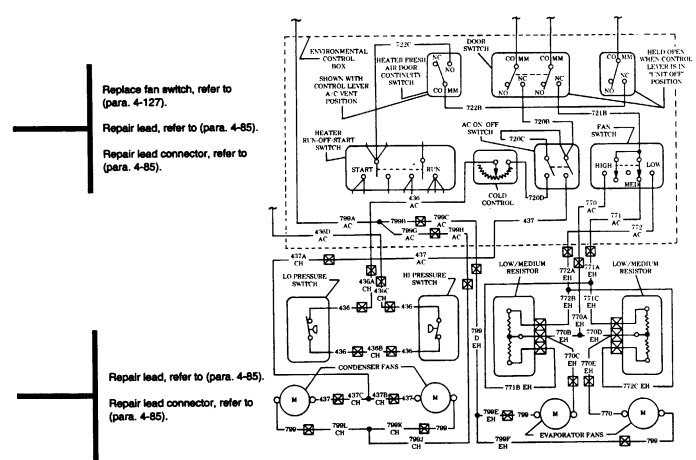 Replace fan switch, refer to
(para. 4-127).
Repair lead, refer to (para. 4-85).
Repair lead connector, refer to
(para. 4-85).
Repair lead, refer to (para. 4-85).
Repair lead connector, refer to
(para. 4-85).
ENVIRONMENTAL
CONTROL
BOX
SHOWN WITH
CONTROL LEVER
A/C VENT
POSITION
722C
HEATER FRESH
AIR DOOR
CONTINUITY
SWITCH
NC
NO
CO MM
DOOR
SWITCH
CO MM
CO MM
NC
NC
NO
NO
CO MM
NC
NO
HELD OPEN
WHEN CONTROL
LEVER IS IN
"UNIT OFF"
POSITION
722B
720B
721B
HEATER
RUN-OFF-START
SWITCH
START
RUN
AC ON OFF
SWITCH
720C
FAN
SWITCH
HIGH
LOW
MED
COLD
CONTROL
720D
436
AC
770
AC
771
AC
772
AC
799A
AC
799B
799C
AC
799G
AC
799H
AC
437
436D
AC
437A
CH
437
AC
436A
CH
436C
CH
772A
EH
771A
EH
LO PRESSURE
SWITCH
HI PRESSURE
SWITCH
LOW/MEDIUM
RESISTOR
LOW/MEDIUM
RESISTOR
772B
EH
771C
EH
436
436
770A
EH
770B
EH
770D
EH
799
D
EH
436
436B
CH
436
770C
EH
770E
EH
771B EH
772C EH
CONDENSER FANS
M
437
437C
CH
437B
CH
437
M
799
799L
CH
799K
CH
799
799J
CH
799E
EH
799
M
770
M
EVAPORATOR FANS
799F
EH
799